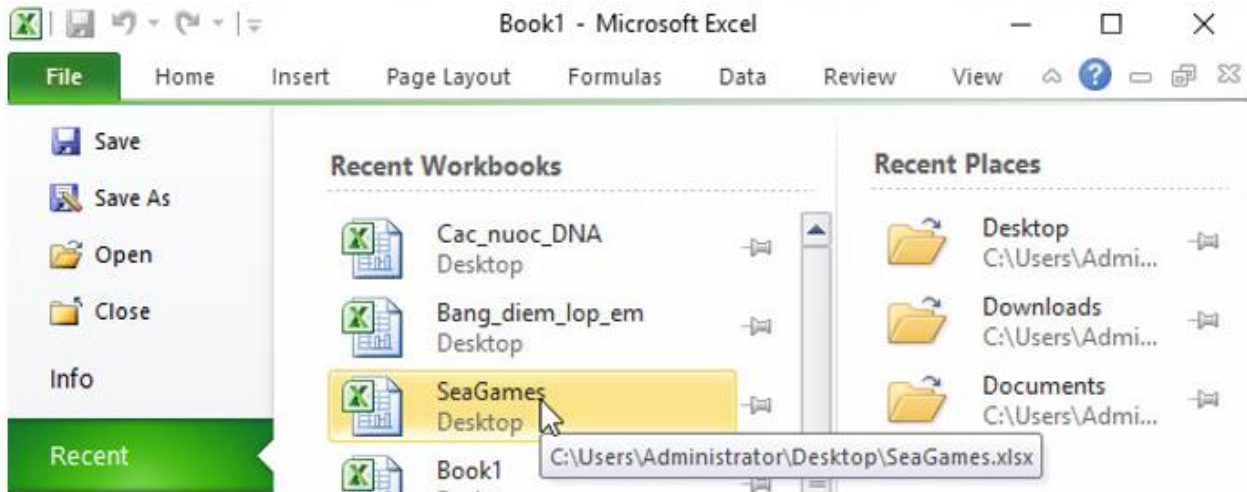 Book1 - Microsoft Excel
File Home Insert Page Layout Formulas Data Review View
Save
Save As
Open
Close
Info
Recent
Recent Workbooks
Cac_nuoc_DNA
Desktop
Bang_diem_lop_em
Desktop
SeaGames
Desktop
C:\Users\Administrator\Desktop\SeaGames.xlsx
Book1
Recent Places
Desktop
C:\Users\Admi...
Downloads
C:\Users\Admi...
Documents
C:\Users\Admi...